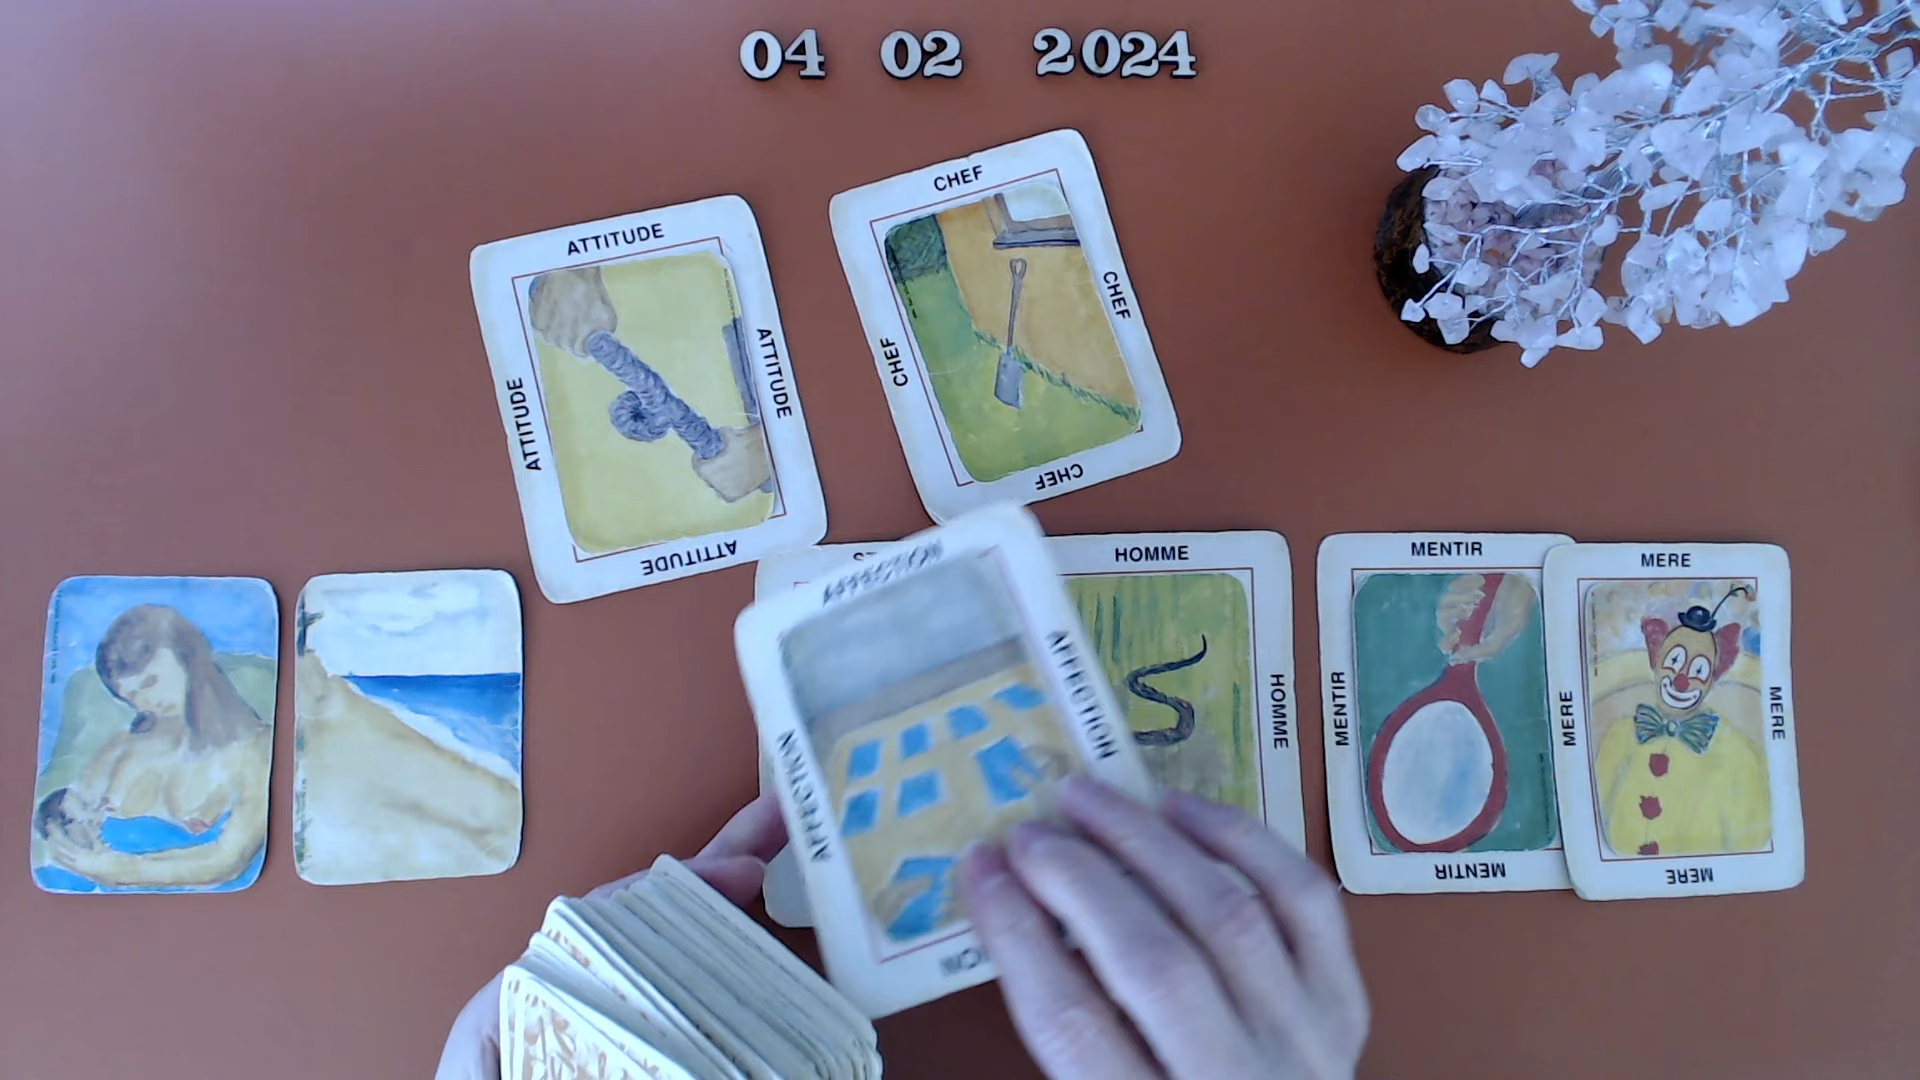 04 02 2024
CHEF
CHEF
CHEF
CHEF
ATTITUDE
ATTITUDE
ATTITUDE
ATTITUDE
HOMME
HOMME
MENTIR
MENTIR
MENTIR
MERE
MERE
MERE
MERE
AFFECTION
AFFECTION